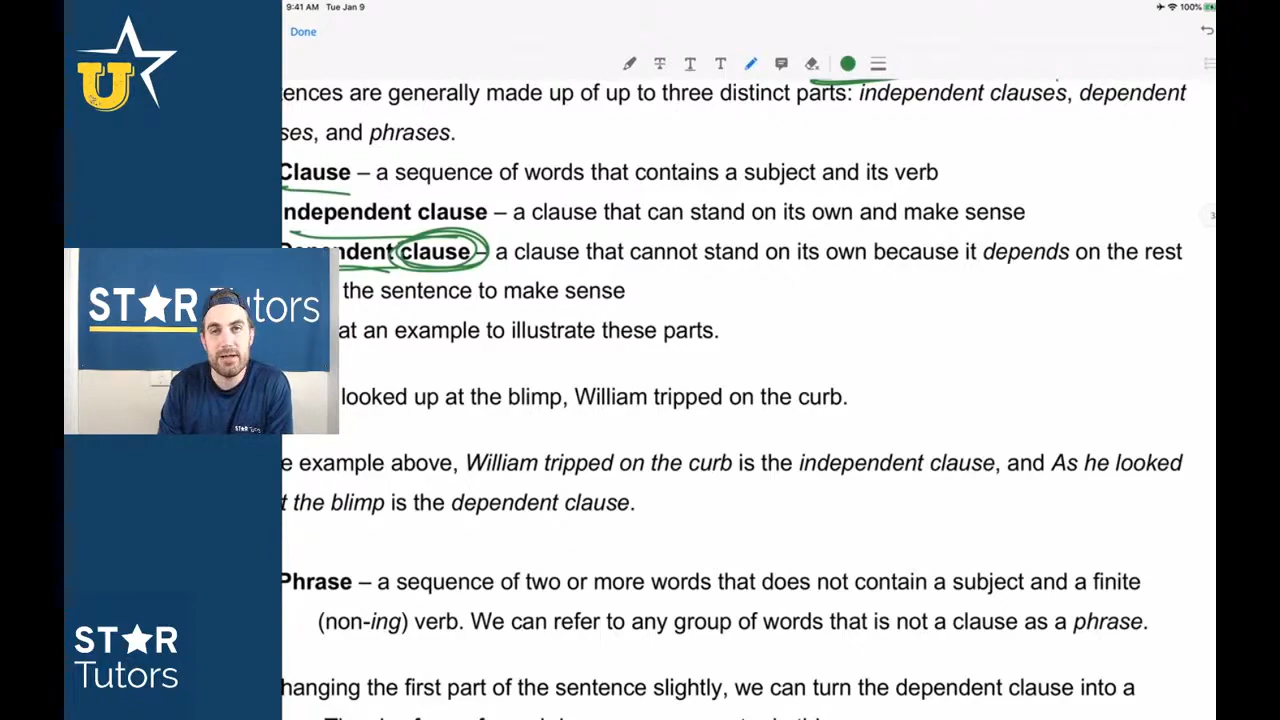 9:41 AM Tue Jan 9
100%
Done
T T T
U
tences are generally made up of up to three distinct parts: independent clauses, dependent
ses, and phrases.
Clause – a sequence of words that contains a subject and its verb
ndependent clause – a clause that can stand on its own and make sense
ndent clause – a clause that cannot stand on its own because it depends on the rest
the sentence to make sense
at an example to illustrate these parts.
looked up at the blimp, William tripped on the curb.
e example above, William tripped on the curb is the independent clause, and As he looked
t the blimp is the dependent clause.
Phrase – a sequence of two or more words that does not contain a subject and a finite
(non-ing) verb. We can refer to any group of words that is not a clause as a phrase.
hanging the first part of the sentence slightly, we can turn the dependent clause into a
ST★R Tutors
ST★R
Tutors